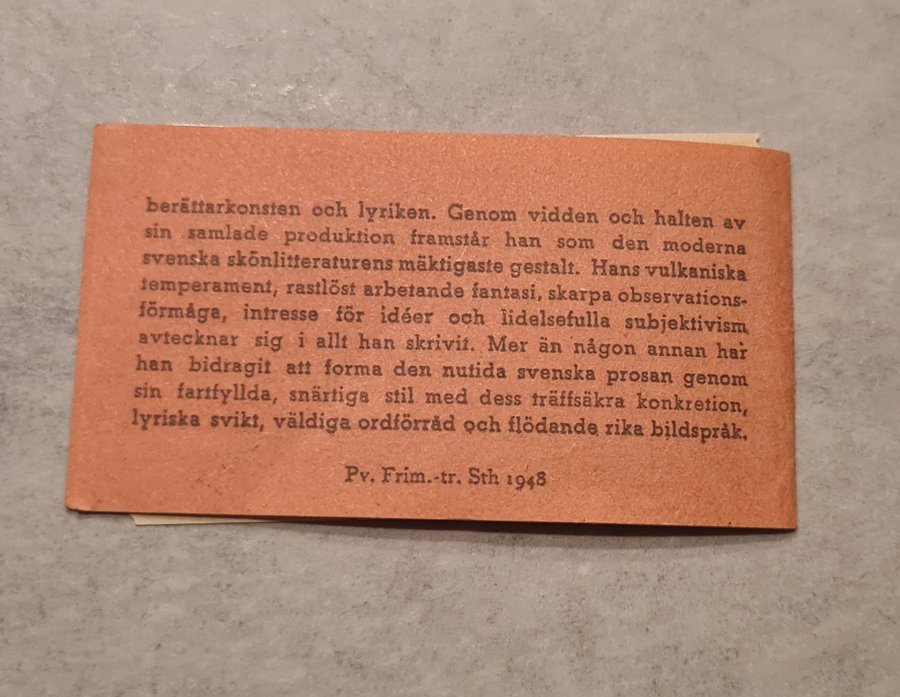 berättarkonsten och lyriken. Genom vidden och halten av
sin samlade produktion framstår han som den moderna
svenska skönlitteraturens mäktigaste gestalt. Hans vulkaniska
temperament, rastlöst arbetande fantasi, skarpa observations-
förmåga, intresse för idéer och lidelsefulla subjektivism
avtecknar sig i allt han skrivit. Mer än någon annan har
han bidragit att forma den nutida svenska prosan genom
sin fartfyllda, snärtiga stil med dess träffsäkra konkretion,
lyriska svikt, väldiga ordförråd och flödande rika bildspråk.
Pv. Frim.-tr. Sth 1948